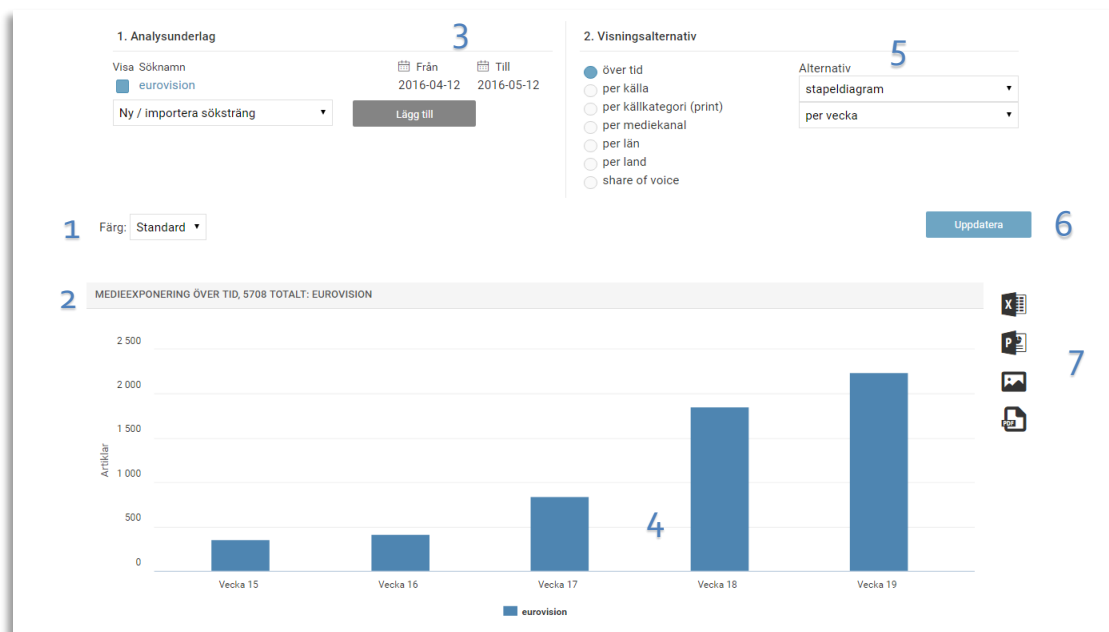 1. Analysunderlag
3
2. Visningsalternativ
5
Visa Söknamn
Från
Till
eurovision
2016-04-12
2016-05-12
Ny / importera söksträng
Lägg till
över tid
per källa
per källkategori (print)
per mediekanal
per län
per land
share of voice
Alternativ
stapeldiagram
per vecka
1
Färg: Standard
Uppdatera
6
2
MEDIEEXPONERING ÖVER TID, 5708 TOTALT: EUROVISION
X
P
PDF
7
2 500
2 000
1 500
1 000
500
0
Artiklar
4
Vecka 15
Vecka 16
Vecka 17
Vecka 18
Vecka 19
eurovision